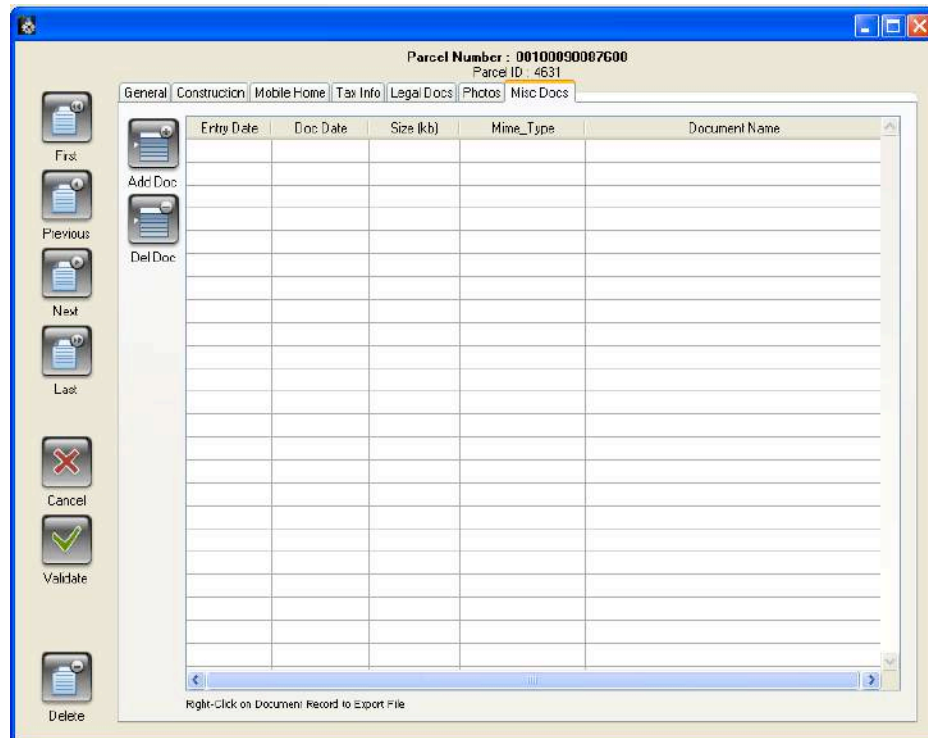 Parcel Number : 00100090087600
Parcel ID : 4631
General Construction Mobile Home Tax Info Legal Docs Photos Misc Docs
First
Previous
Next
Last
Cancel
Validate
Delete
Add Doc
Del Doc
Entry Date Doc Date Size (kb) Mime_Type Document Name
Right-Click on Document Record to Export File